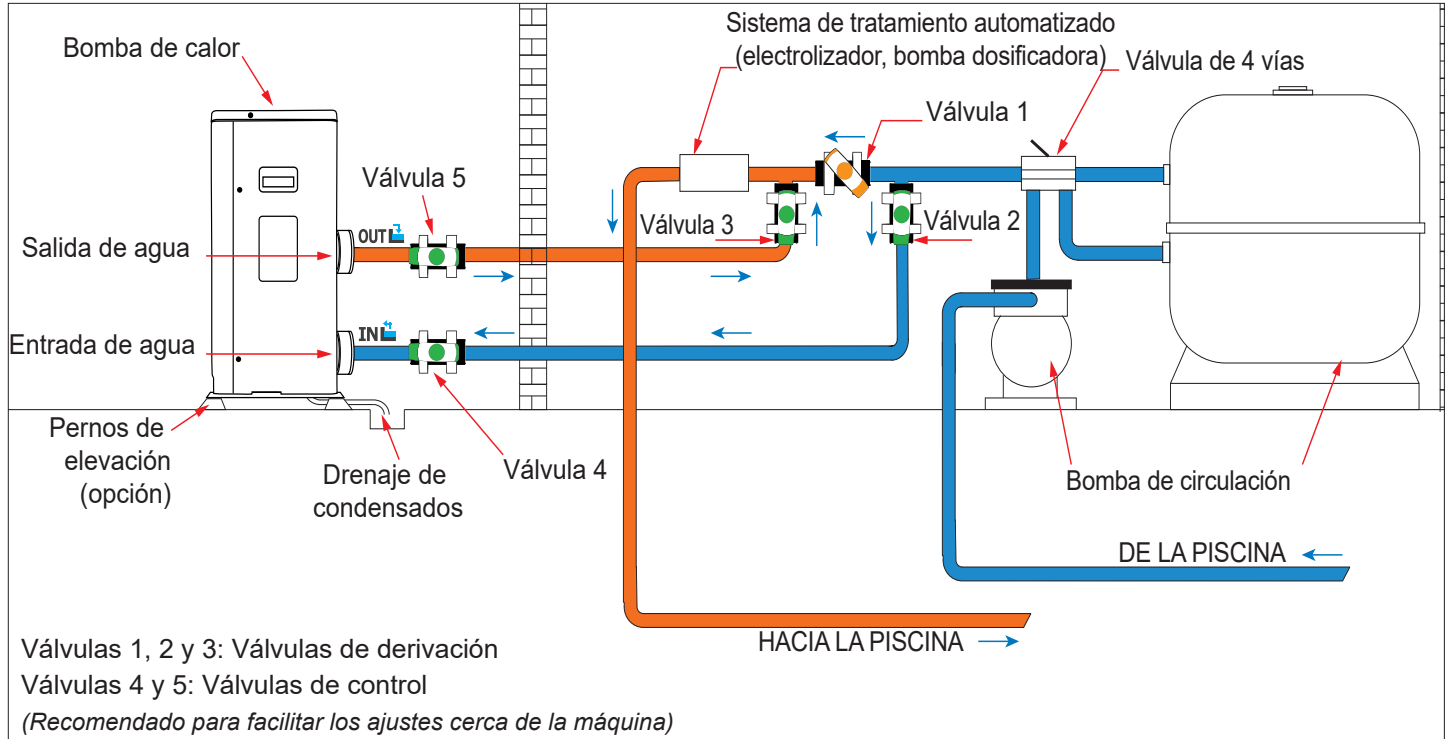 Bomba de calor
Sistema de tratamiento automatizado
(electrolizador, bomba dosificadora)
Válvula de 4 vías
Válvula 1
Válvula 5
Válvula 3
Válvula 2
OUT
Salida de agua
IN
Entrada de agua
Pernos de
elevación
(opción)
Drenaje de
condensados
Válvula 4
Bomba de circulación
DE LA PISCINA
HACIA LA PISCINA
Válvulas 1, 2 y 3: Válvulas de derivación
Válvulas 4 y 5: Válvulas de control
(Recomendado para facilitar los ajustes cerca de la máquina)